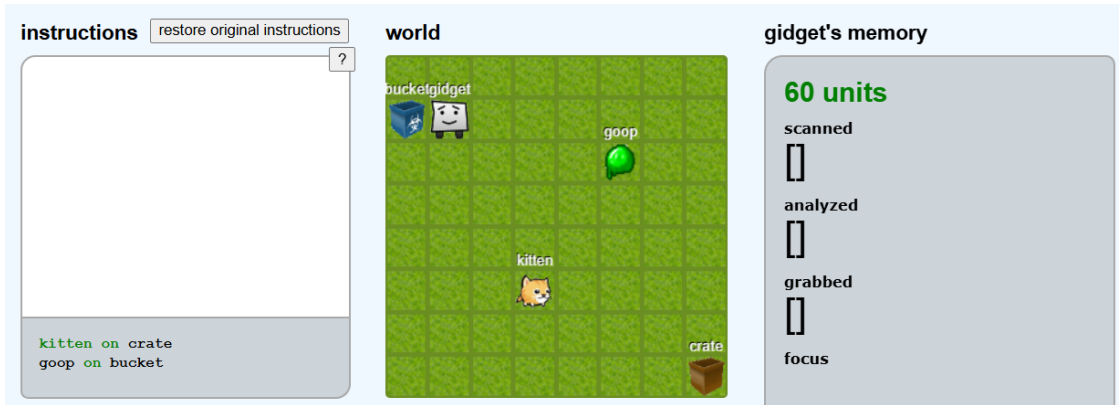 instructions
restore original instructions
?
kitten on crate
goop on bucket
world
bucket
gidget
goop
kitten
crate
gidget's memory
60 units
scanned
[]
analyzed
[]
grabbed
[]
focus